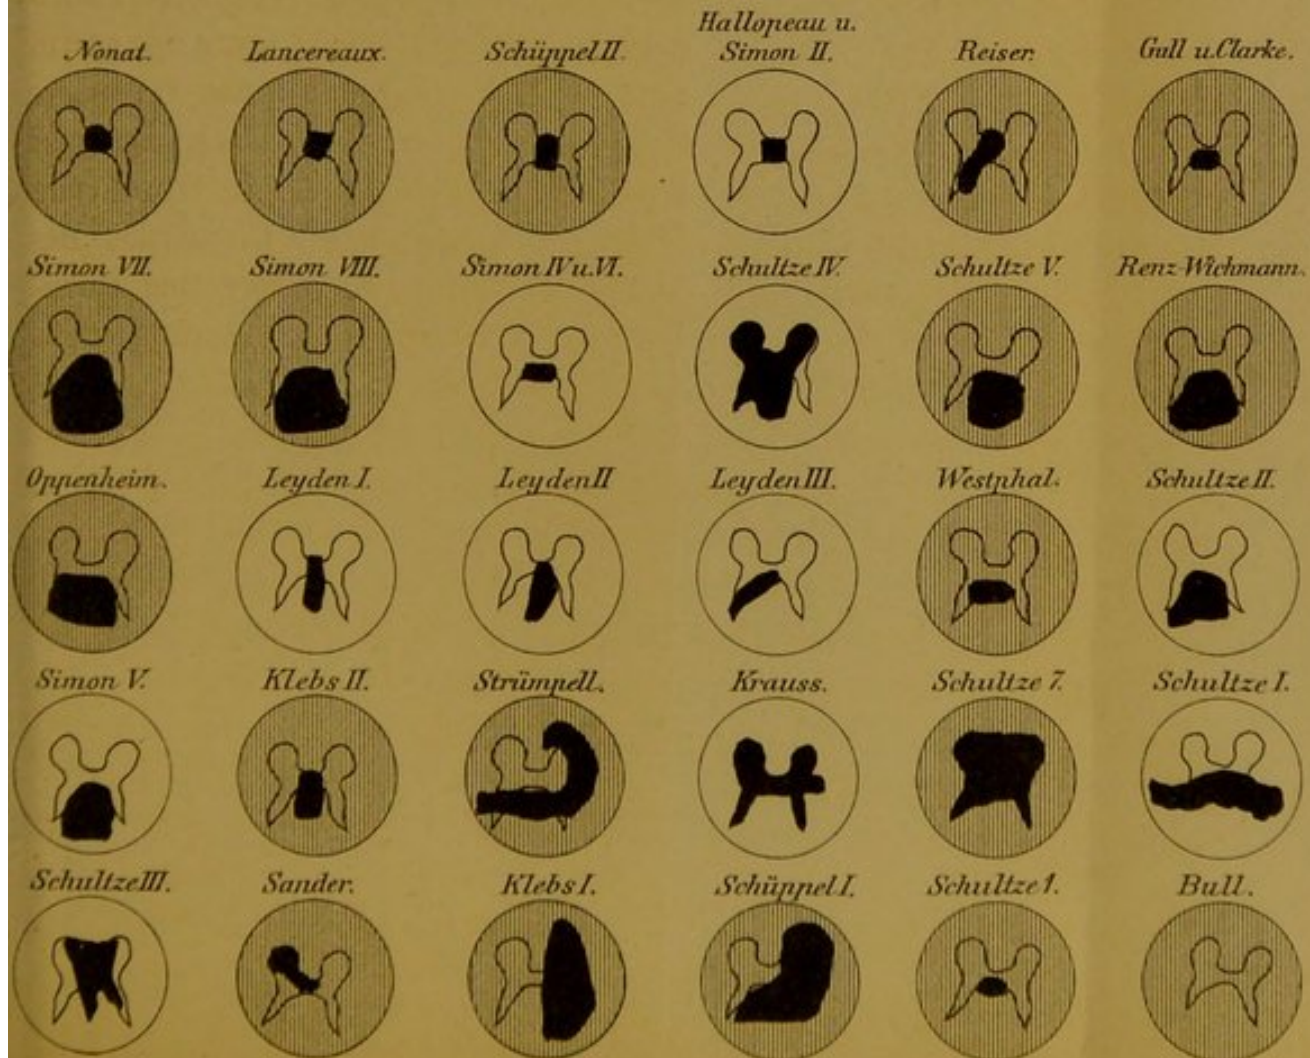 Nonat.
Lancereaux.
Schüppel II.
Hallopeau u.
Simon II.
Reiser.
Gull u. Clarke.
Simon VII.
Simon VIII.
Simon IV u. VI.
Schultze IV.
Schultze V.
Renz-Wichmann.
Oppenheim.
Leyden I.
Leyden II
Leyden III.
Westphal.
Schultze II.
Simon V.
Klebs II.
Strümpell.
Krauss.
Schultze 7.
Schultze I.
Schultze III.
Sander.
Klebs I.
Schüppel I.
Schultze 1.
Bull.